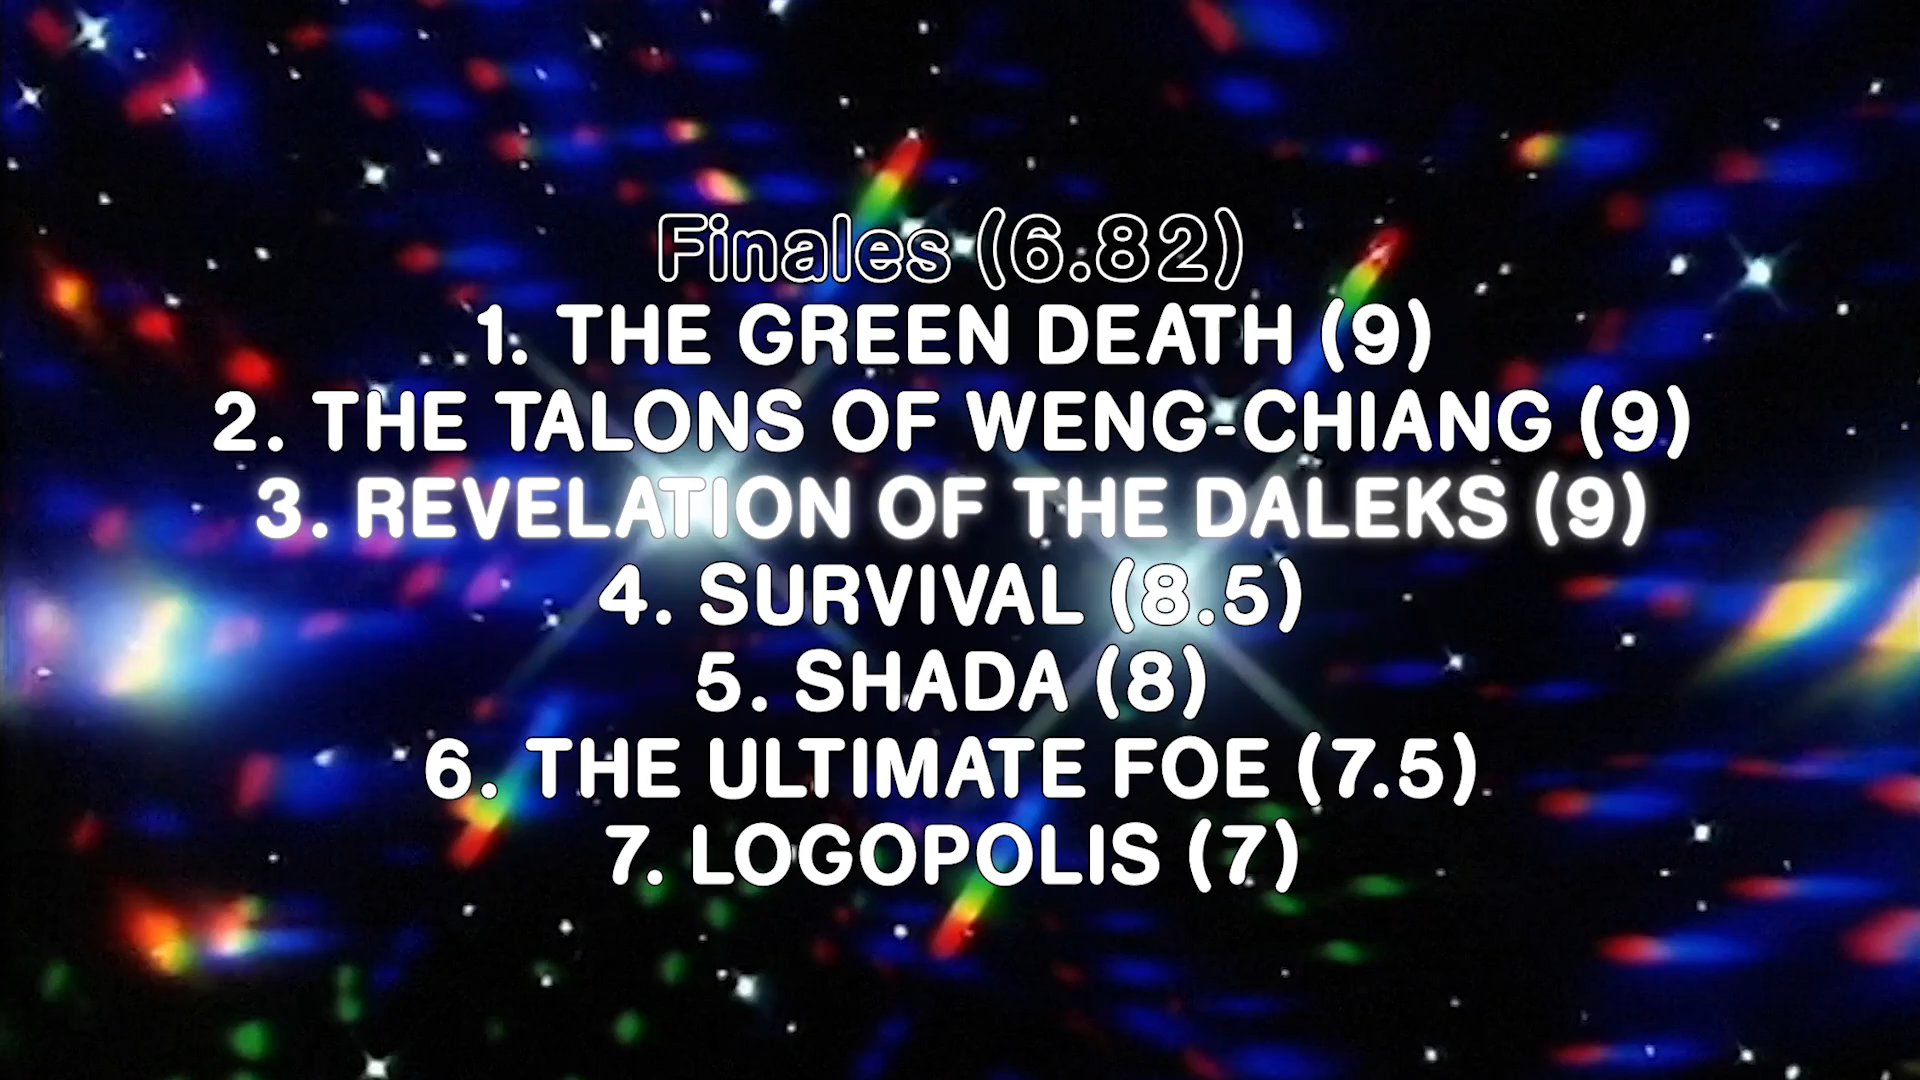 Finales (6.82)
1. THE GREEN DEATH (9)
2. THE TALONS OF WENG-CHIANG (9)
3. REVELATION OF THE DALEKS (9)
4. SURVIVAL (8.5)
5. SHADA (8)
6. THE ULTIMATE FOE (7.5)
7. LOGOPOLIS (7)